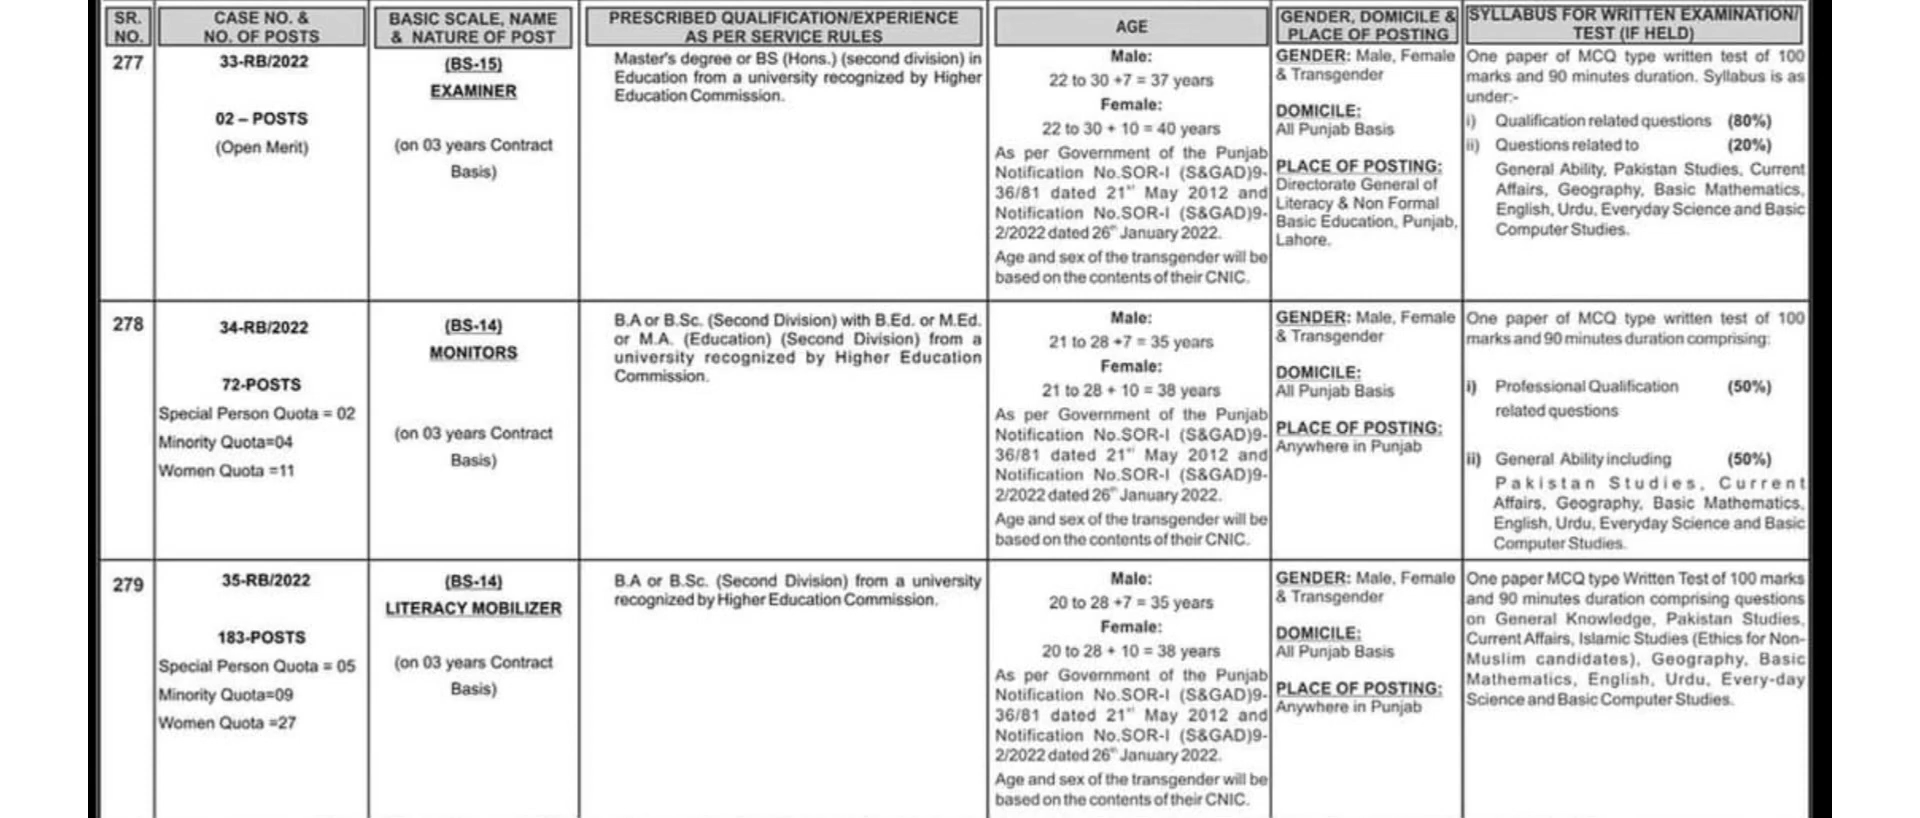 SR. NO.
CASE NO. & NO. OF POSTS
BASIC SCALE, NAME & NATURE OF POST
PRESCRIBED QUALIFICATION/EXPERIENCE AS PER SERVICE RULES
AGE
GENDER, DOMICILE & PLACE OF POSTING
SYLLABUS FOR WRITTEN EXAMINATION/ TEST (IF HELD)
277
33-RB/2022
02 – POSTS
(Open Merit)
(BS-15)
EXAMINER
(on 03 years Contract
Basis)
Master's degree or BS (Hons.) (second division) in
Education from a university recognized by Higher
Education Commission.
Male:
22 to 30 +7 = 37 years
Female:
22 to 30 + 10 = 40 years
As per Government of the Punjab
Notification No.SOR-I (S&GAD)9-
36/81 dated 21st May 2012 and
Notification No.SOR-I (S&GAD)9-
2/2022 dated 26th January 2022.
Age and sex of the transgender will be
based on the contents of their CNIC.
GENDER: Male, Female
& Transgender
DOMICILE:
All Punjab Basis
PLACE OF POSTING:
Directorate General of
Literacy & Non Formal
Basic Education, Punjab,
Lahore.
One paper of MCQ type written test of 100
marks and 90 minutes duration. Syllabus is as
under:-
i) Qualification related questions (80%)
ii) Questions related to (20%)
General Ability, Pakistan Studies, Current
Affairs, Geography, Basic Mathematics,
English, Urdu, Everyday Science and Basic
Computer Studies.
278
34-RB/2022
72-POSTS
Special Person Quota = 02
Minority Quota=04
Women Quota =11
(BS-14)
MONITORS
(on 03 years Contract
Basis)
B.A or B.Sc. (Second Division) with B.Ed. or M.Ed.
or M.A. (Education) (Second Division) from a
university recognized by Higher Education
Commission.
Male:
21 to 28 +7 = 35 years
Female:
21 to 28 + 10 = 38 years
As per Government of the Punjab
Notification No.SOR-I (S&GAD)9-
36/81 dated 21st May 2012 and
Notification No.SOR-I (S&GAD)9-
2/2022 dated 26th January 2022.
Age and sex of the transgender will be
based on the contents of their CNIC.
GENDER: Male, Female
& Transgender
DOMICILE:
All Punjab Basis
PLACE OF POSTING:
Anywhere in Punjab
One paper of MCQ type written test of 100
marks and 90 minutes duration comprising:
i) Professional Qualification (50%)
related questions
ii) General Ability including (50%)
Pakistan Studies, Current
Affairs, Geography, Basic Mathematics,
English, Urdu, Everyday Science and Basic
Computer Studies.
279
35-RB/2022
183-POSTS
Special Person Quota = 05
Minority Quota=09
Women Quota =27
(BS-14)
LITERACY MOBILIZER
(on 03 years Contract
Basis)
B.A or B.Sc. (Second Division) from a university
recognized by Higher Education Commission.
Male:
20 to 28 +7 = 35 years
Female:
20 to 28 + 10 = 38 years
As per Government of the Punjab
Notification No.SOR-I (S&GAD)9-
36/81 dated 21st May 2012 and
Notification No.SOR-I (S&GAD)9-
2/2022 dated 26th January 2022.
Age and sex of the transgender will be
based on the contents of their CNIC.
GENDER: Male, Female
& Transgender
DOMICILE:
All Punjab Basis
PLACE OF POSTING:
Anywhere in Punjab
One paper MCQ type Written Test of 100 marks
and 90 minutes duration comprising questions
on General Knowledge, Pakistan Studies,
Current Affairs, Islamic Studies (Ethics for Non-
Muslim candidates), Geography, Basic
Mathematics, English, Urdu, Every-day
Science and Basic Computer Studies.